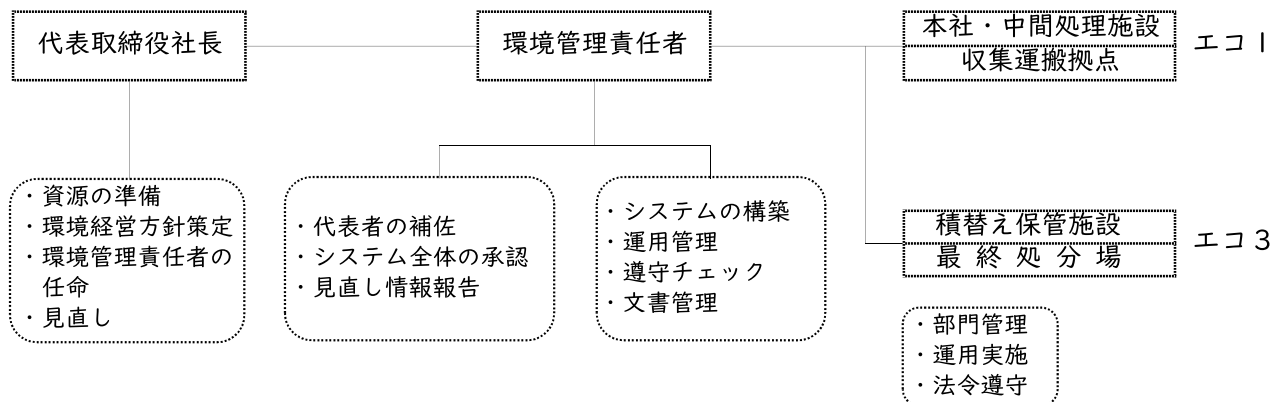 代表取締役社長
環境管理責任者
本社・中間処理施設
収集運搬拠点
エコ1
・資源の準備
・環境経営方針策定
・環境管理責任者の
任命
・見直し
・代表者の補佐
・システム全体の承認
・見直し情報報告
・システムの構築
・運用管理
・遵守チェック
・文書管理
積替え保管施設
最終処分場
エコ3
・部門管理
・運用実施
・法令遵守